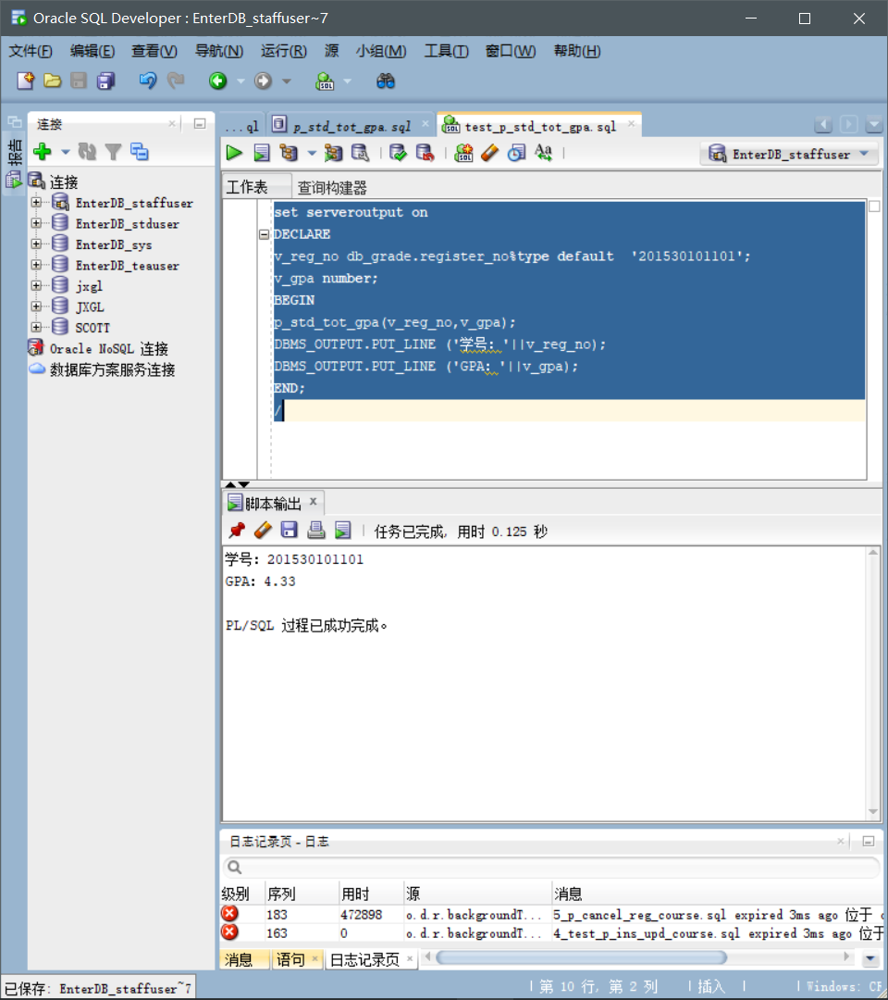 Oracle SQL Developer : EnterDB_staffuser~7
文件(F) 编辑(E) 查看(V) 导航(N) 运行(R) 源 小组(M) 工具(T) 窗口(W) 帮助(H)
连接
...ql
p_std_tot_gpa.sql
test_p_std_tot_gpa.sql
报告
EnterDB_staffuser
工作表 查询构建器
连接
EnterDB_staffuser
EnterDB_stduser
EnterDB_sys
EnterDB_teauser
jxgl
JXGL
SCOTT
Oracle NoSQL 连接
数据库方案服务连接
set serveroutput on
DECLARE
v_reg_no db_grade.register_no%type default  '201530101101';
v_gpa number;
BEGIN
p_std_tot_gpa(v_reg_no,v_gpa);
DBMS_OUTPUT.PUT_LINE ('学号: '||v_reg_no);
DBMS_OUTPUT.PUT_LINE ('GPA: '||v_gpa);
END;
/
脚本输出
任务已完成, 用时 0.125 秒
学号: 201530101101
GPA: 4.33
PL/SQL 过程已成功完成。
日志记录页 - 日志
级别 序列 用时 源 消息
183 472898 o.d.r.backgroundT... 5_p_cancel_reg_course.sql expired 3ms ago 位于
163 0 o.d.r.backgroundT... 4_test_p_ins_upd_course.sql expired 3ms ago 位于
消息 语句 日志记录页
已保存: EnterDB_staffuser~7
第 10 行, 第 2 列 插入 Windows: CF